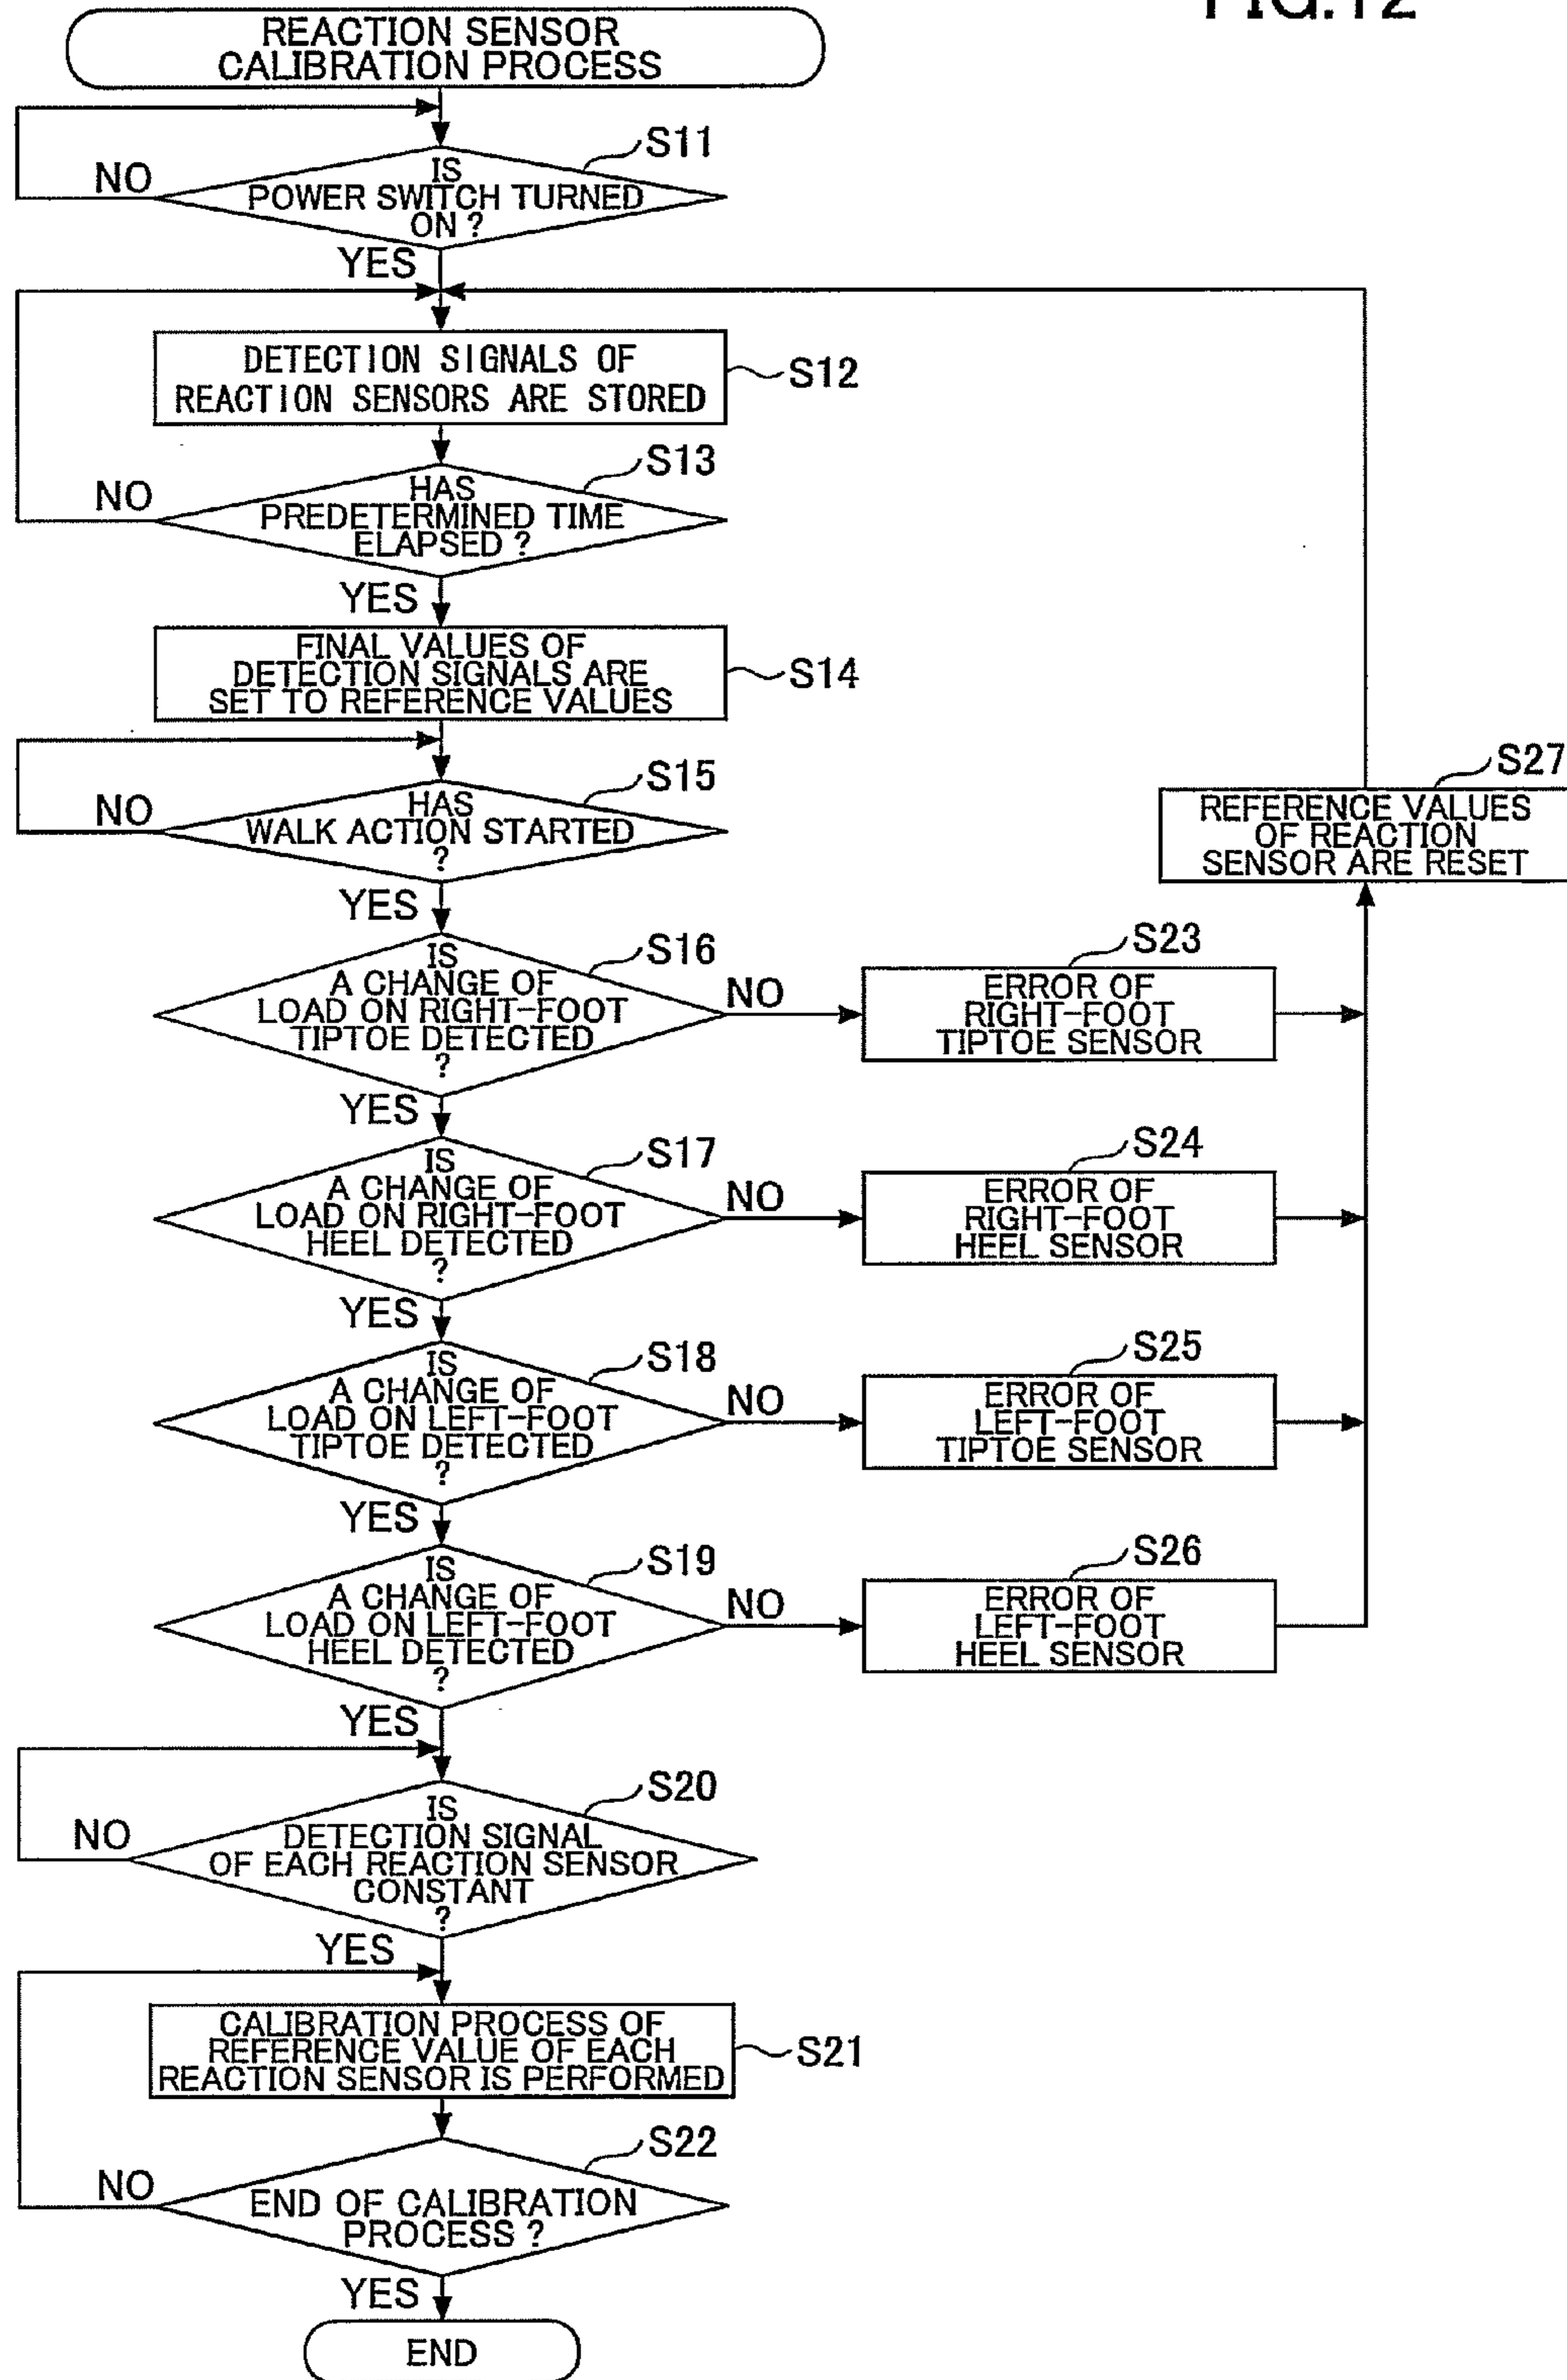 FIG.12
REACTION SENSOR
CALIBRATION PROCESS
S11
NO
IS
POWER SWITCH TURNED
ON ?
YES
DETECTION SIGNALS OF
REACTION SENSORS ARE STORED
S12
S13
NO
HAS
PREDETERMINED TIME
ELAPSED ?
YES
FINAL VALUES OF
DETECTION SIGNALS ARE
SET TO REFERENCE VALUES
S14
S15
NO
HAS
WALK ACTION STARTED
?
YES
S27
REFERENCE VALUES
OF REACTION
SENSOR ARE RESET
S16
IS
A CHANGE OF
LOAD ON RIGHT-FOOT
TIPTOE DETECTED
?
NO
YES
S23
ERROR OF
RIGHT-FOOT
TIPTOE SENSOR
S17
IS
A CHANGE OF
LOAD ON RIGHT-FOOT
HEEL DETECTED
?
NO
YES
S24
ERROR OF
RIGHT-FOOT
HEEL SENSOR
S18
IS
A CHANGE OF
LOAD ON LEFT-FOOT
TIPTOE DETECTED
?
NO
YES
S25
ERROR OF
LEFT-FOOT
TIPTOE SENSOR
S19
IS
A CHANGE OF
LOAD ON LEFT-FOOT
HEEL DETECTED
?
NO
YES
S26
ERROR OF
LEFT-FOOT
HEEL SENSOR
S20
NO
IS
DETECTION SIGNAL
OF EACH REACTION SENSOR
CONSTANT
?
YES
CALIBRATION PROCESS OF
REFERENCE VALUE OF EACH
REACTION SENSOR IS PERFORMED
S21
S22
NO
END OF CALIBRATION
PROCESS ?
YES
END